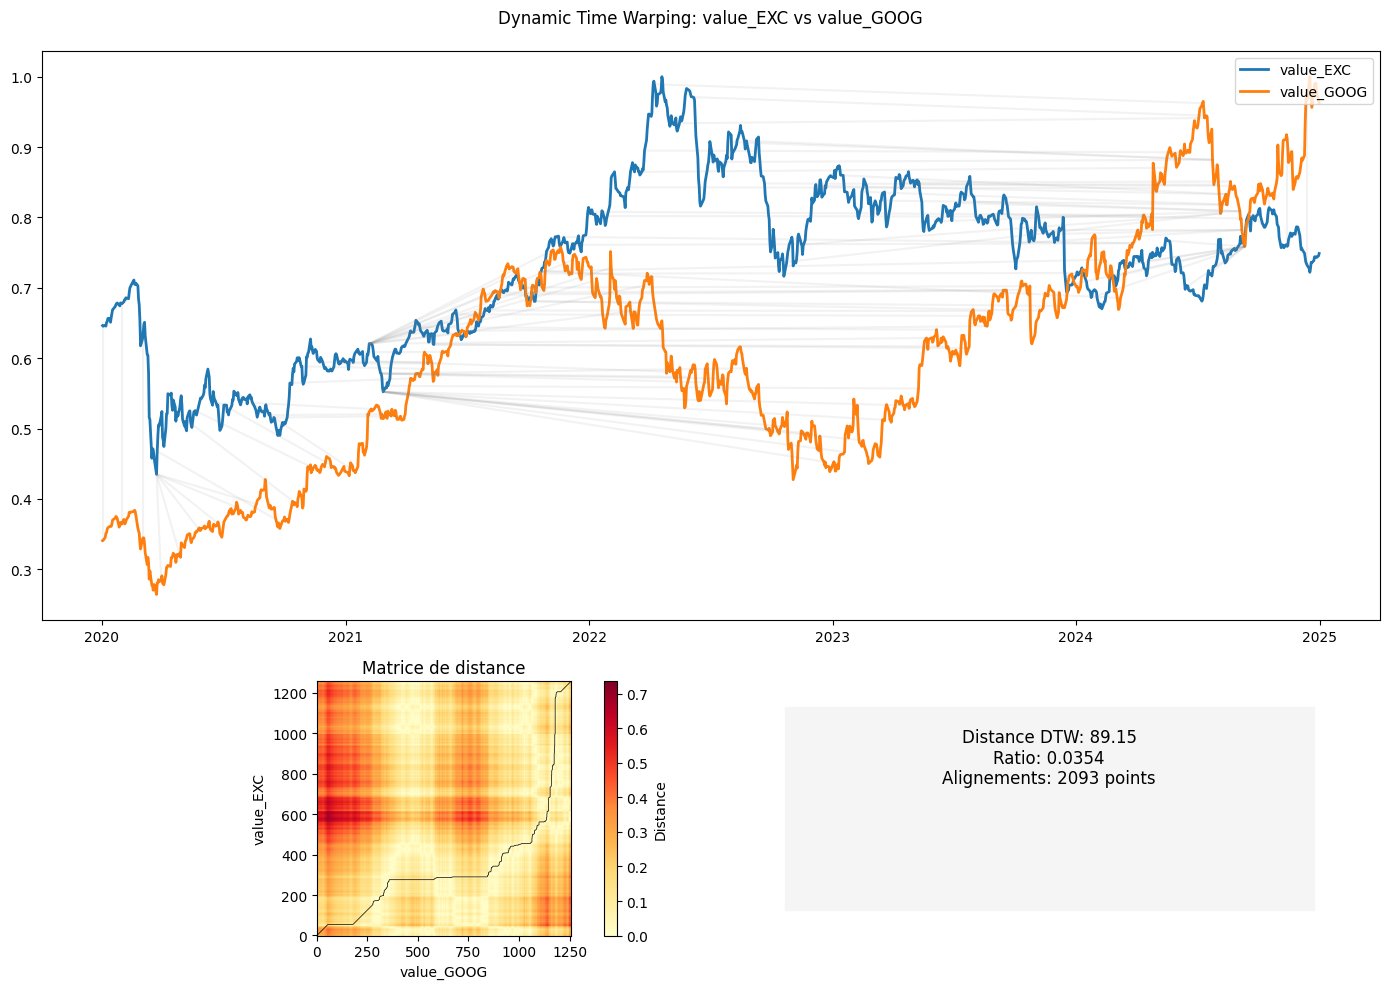 Dynamic Time Warping: value_EXC vs value_GOOG
1.0
0.9
0.8
0.7
0.6
0.5
0.4
0.3
value_EXC
value_GOOG
2020 2021 2022 2023 2024 2025
Matrice de distance
value_EXC
1200
1000
800
600
400
200
0
0 250 500 750 1000 1250
value_GOOG
0.7
0.6
0.5
0.4
0.3
0.2
0.1
0.0
Distance
Distance DTW: 89.15
Ratio: 0.0354
Alignements: 2093 points